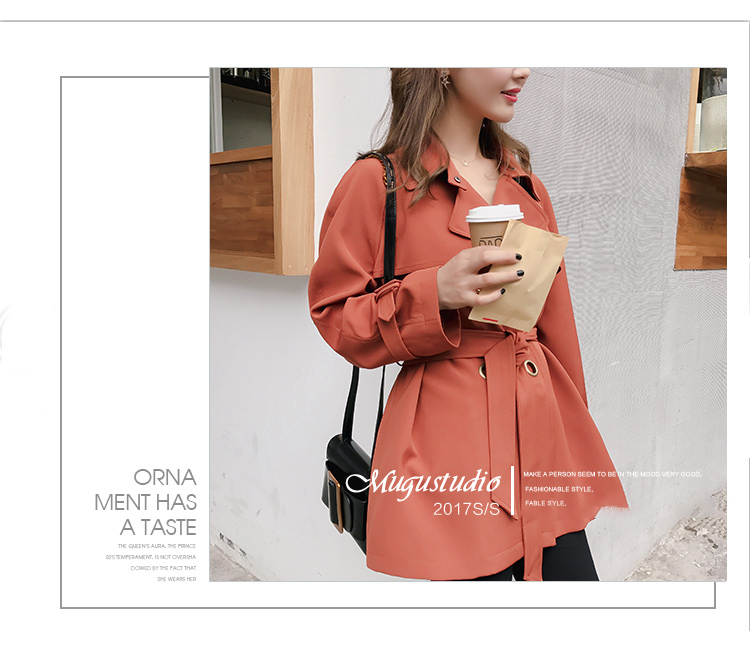 ORNA
MENT HAS
A TASTE
THE QUEEN'S AURA. THE PRINCE
SS'S TEMPERAMENT. IS NOT OVERSHA
DOWED BY THE FACT THAT
SHE WEARS HER
Mugustudio
2017S/S
MAKE A PERSON SEEM TO BE IN THE MOOD VERY GOOD.
FASHIONABLE STYLE,
FABLE STYLE,